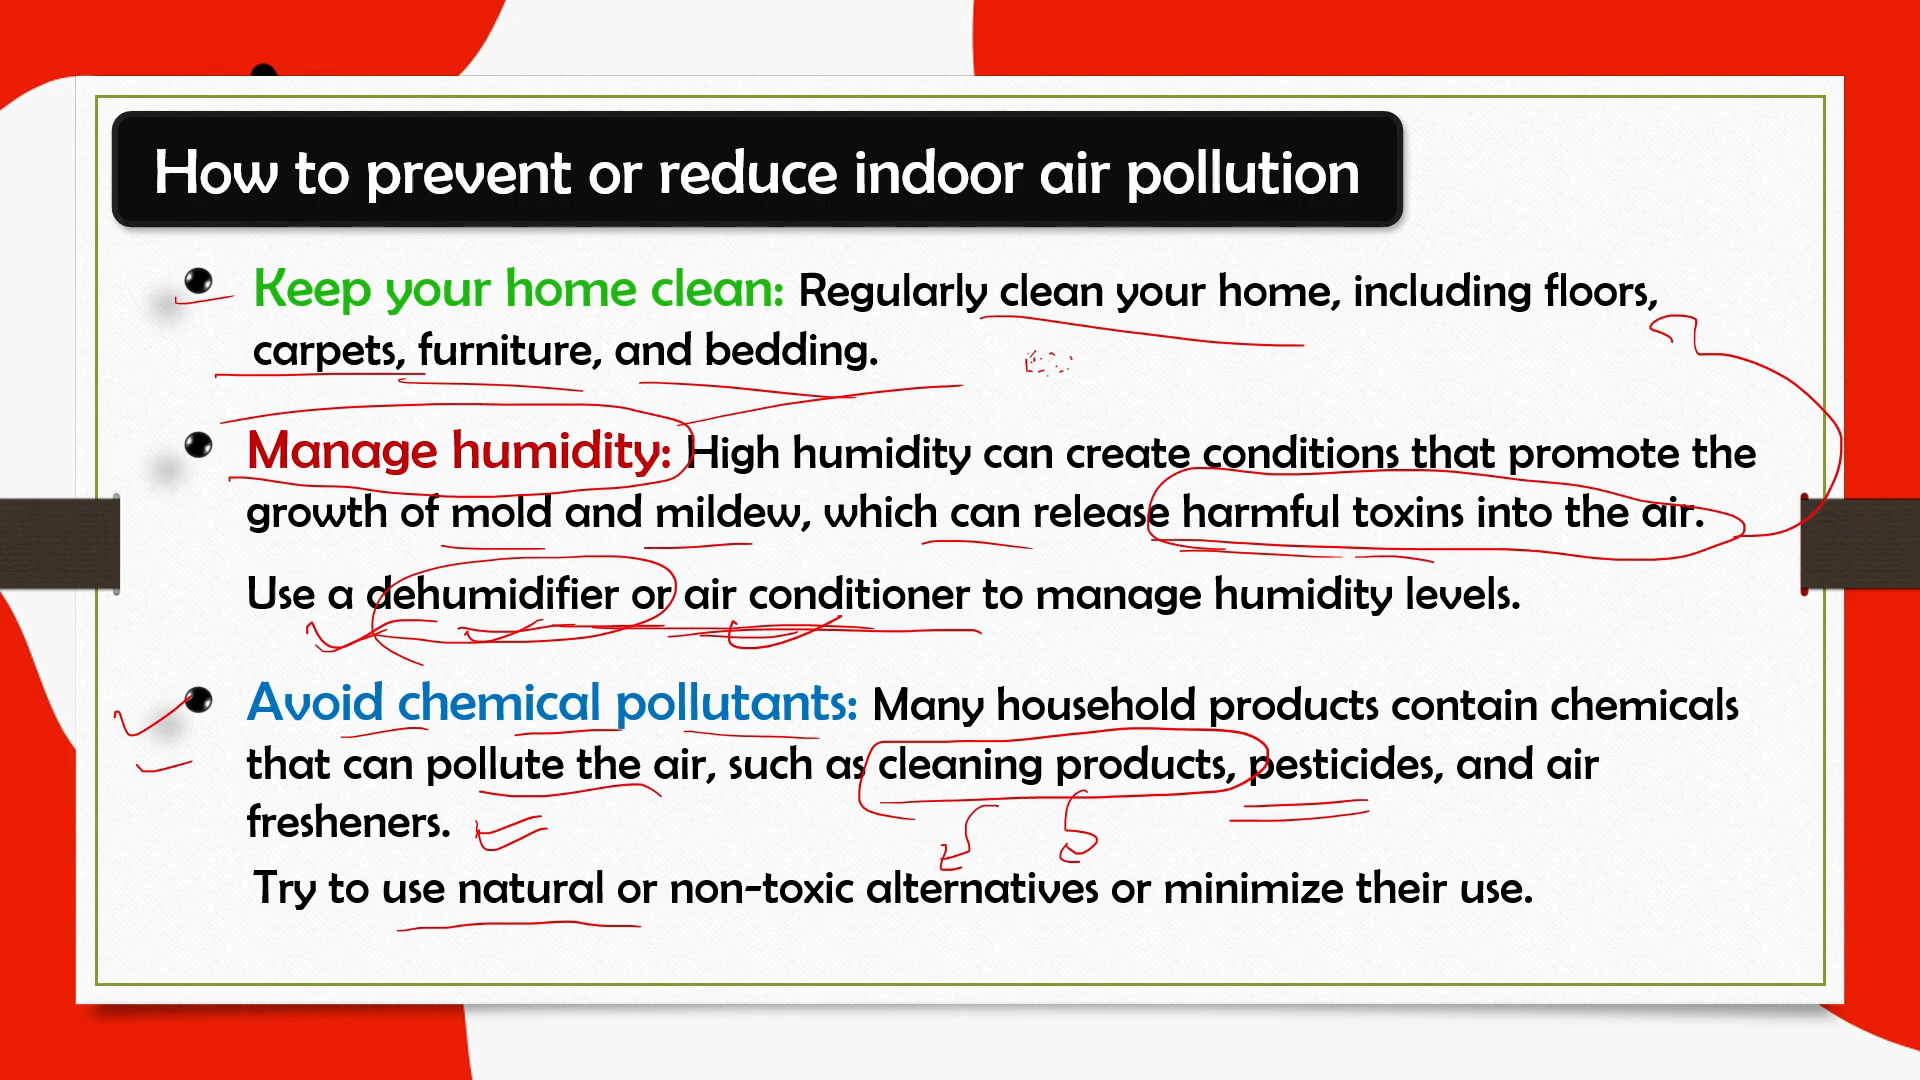 How to prevent or reduce indoor air pollution
Keep your home clean: Regularly clean your home, including floors,
carpets, furniture, and bedding.
Manage humidity: High humidity can create conditions that promote the
growth of mold and mildew, which can release harmful toxins into the air.
Use a dehumidifier or air conditioner to manage humidity levels.
Avoid chemical pollutants: Many household products contain chemicals
that can pollute the air, such as cleaning products, pesticides, and air
fresheners.
Try to use natural or non-toxic alternatives or minimize their use.